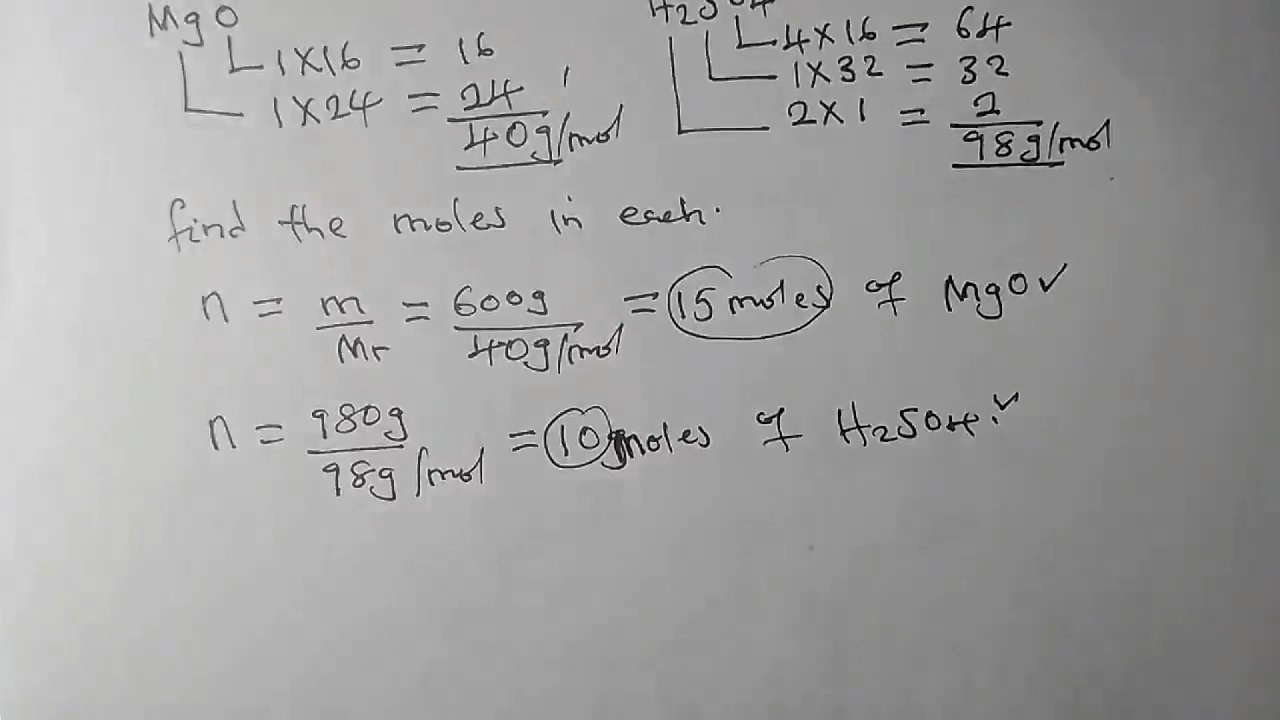 MgO
1x16 = 16
1x24 = 24
40g/mol
H2SO4
4x16 = 64
1x32 = 32
2x1 = 2
98g/mol
find the moles in each.
n = m/Mr = 600g/40g/mol = 15 moles of MgO✓
n = 980g/98g/mol = 10 moles of H2SO4.✓